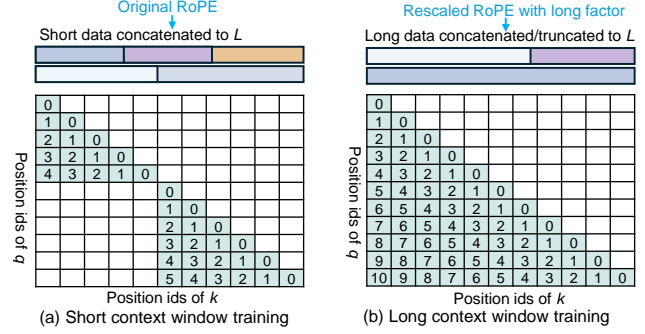 Original RoPE
Short data concatenated to L
Position ids of q
0
1 0
2 1 0
3 2 1 0
4 3 2 1 0
0
1 0
2 1 0
3 2 1 0
4 3 2 1 0
5 4 3 2 1 0
Position ids of k
(a) Short context window training
Rescaled RoPE with long factor
Long data concatenated/truncated to L
Position ids of q
0
1 0
2 1 0
3 2 1 0
4 3 2 1 0
5 4 3 2 1 0
6 5 4 3 2 1 0
7 6 5 4 3 2 1 0
8 7 6 5 4 3 2 1 0
9 8 7 6 5 4 3 2 1 0
10 9 8 7 6 5 4 3 2 1 0
Position ids of k
(b) Long context window training